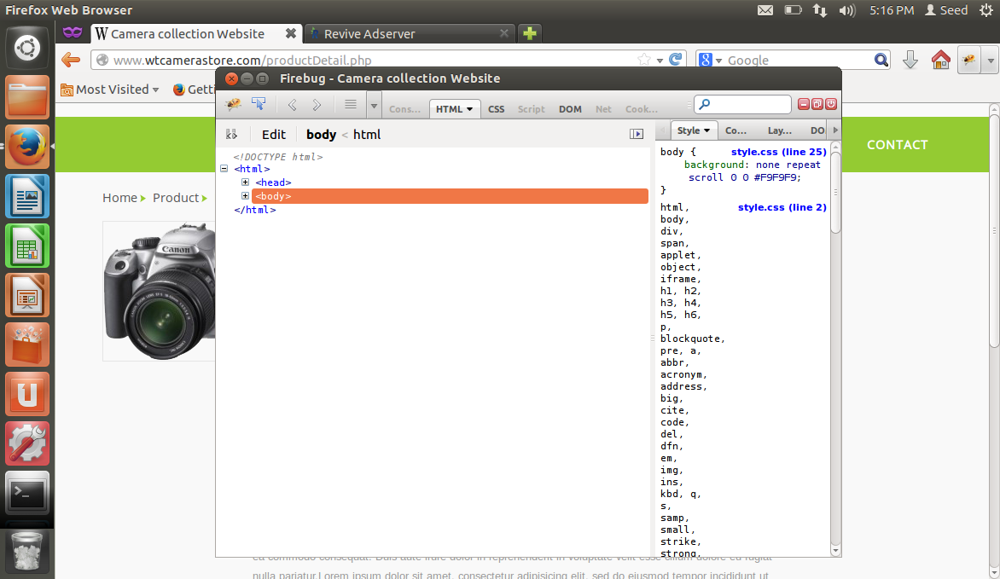 Firefox Web Browser
5:16 PM Seed
W Camera collection Website
Revive Adserver
www.wtcamerastore.com/productDetail.php
8 Google
Most Visited
Gett
Firebug - Camera collection Website
Cons... HTML CSS Script DOM Net Cook...
Edit body < html
Style Co... Lay... DO
<!DOCTYPE html>
<html>
<head>
<body>
</html>
body { style.css (line 25)
background: none repeat
scroll 0 0 #F9F9F9;
}
html, style.css (line 2)
body,
div,
span,
applet,
object,
iframe,
h1, h2,
h3, h4,
h5, h6,
p,
blockquote,
pre, a,
abbr,
acronym,
address,
big,
cite,
code,
del,
dfn,
em,
img,
ins,
kbd, q,
s,
samp,
small,
strike,
strong,
CONTACT
Home Product
Canon
ea commodo consequat. Duis aute irure dolor in reprehenderit in voluptate velit esse cillum dolore eu fugiat
nulla pariatur.Lorem ipsum dolor sit amet, consectetur adipisicing elit, sed do eiusmod tempor incididunt ut